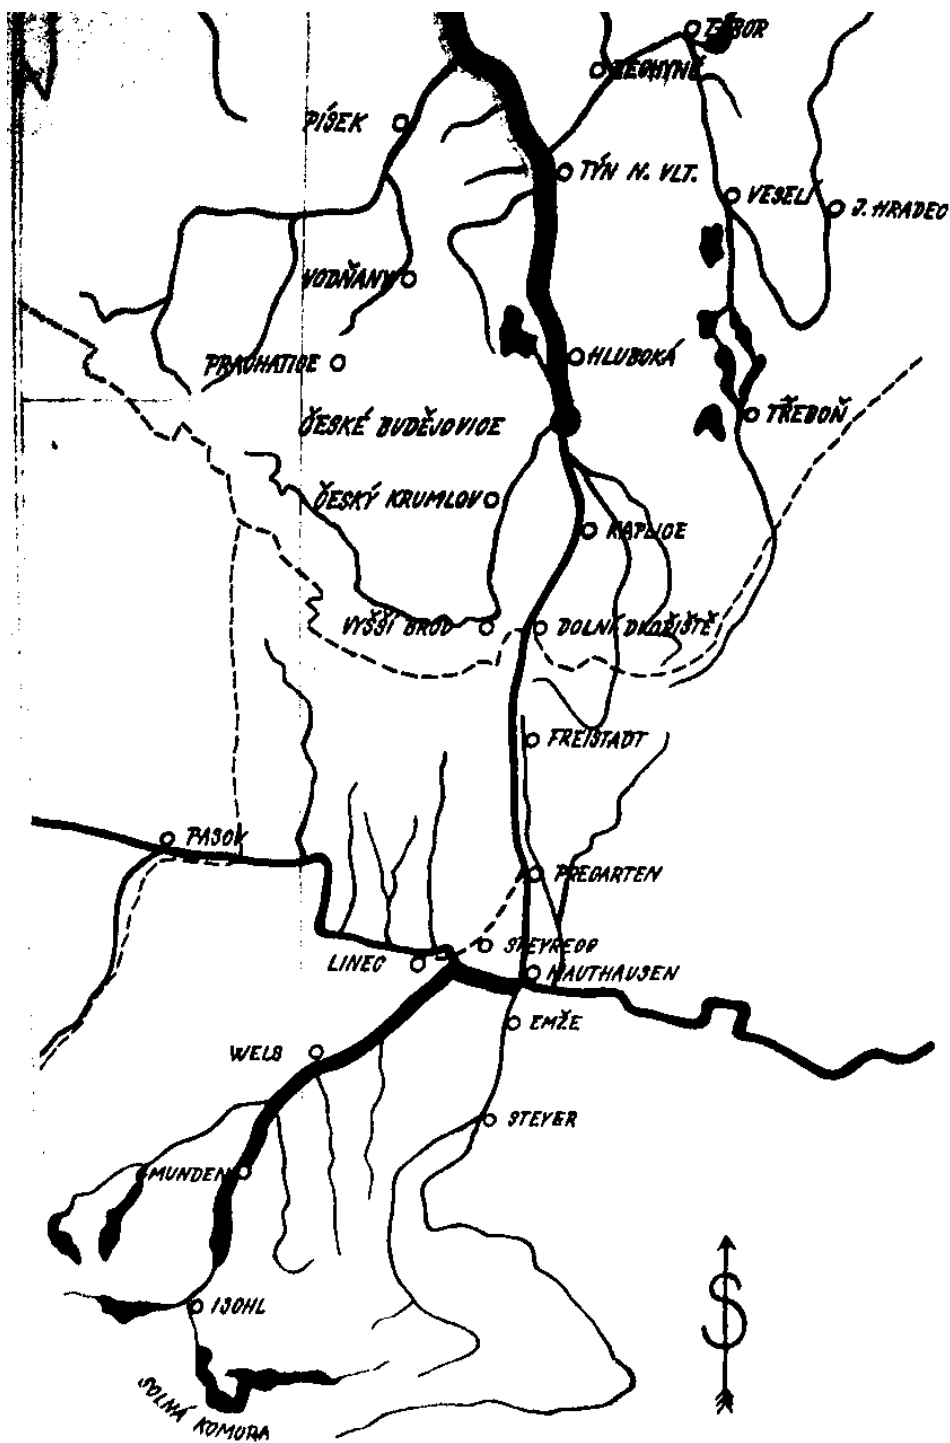 TÁBOR
BECHYNĚ
PÍSEK
TÝN N. VLT.
VESELÍ
J. HRADEC
VODŇANY
PRACHATICE
HLUBOKÁ
TŘEBOŇ
ČESKÉ BUDĚJOVICE
ČESKÝ KRUMLOV
KAPLICE
VYŠŠÍ BROD
DOLNÍ DVOŘIŠTĚ
FREISTADT
PASOV
PREGARTEN
STEYREGG
LINEC
MAUTHAUSEN
EMŽE
WELS
STEYER
MUNDEN
ISCHL
S
SOLNÁ KOMORA